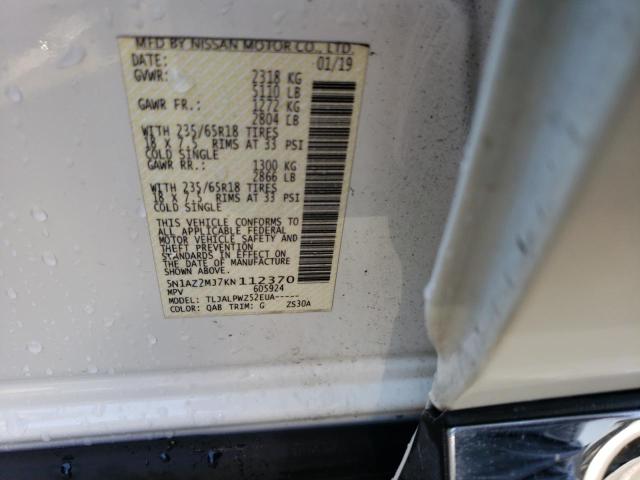 MFD BY NISSAN MOTOR CO., LTD.
DATE: 01/19
GVWR: 2318 KG
5110 LB
GAWR FR.: 1272 KG
2804 LB
WITH 235/65R18 TIRES
18 X 7.5 RIMS AT 33 PSI
COLD SINGLE
GAWR RR.: 1300 KG
2866 LB
WITH 235/65R18 TIRES
18 X 7.5 RIMS AT 33 PSI
COLD SINGLE
THIS VEHICLE CONFORMS TO
ALL APPLICABLE FEDERAL
MOTOR VEHICLE SAFETY AND
THEFT PREVENTION
STANDARDS IN EFFECT ON
THE DATE OF MANUFACTURE
SHOWN ABOVE.
5N1AZ2MJ7KN112370
MPV 605924
MODEL: TLJALPWZ52EUA-----
COLOR: QAB TRIM: G ZS30A